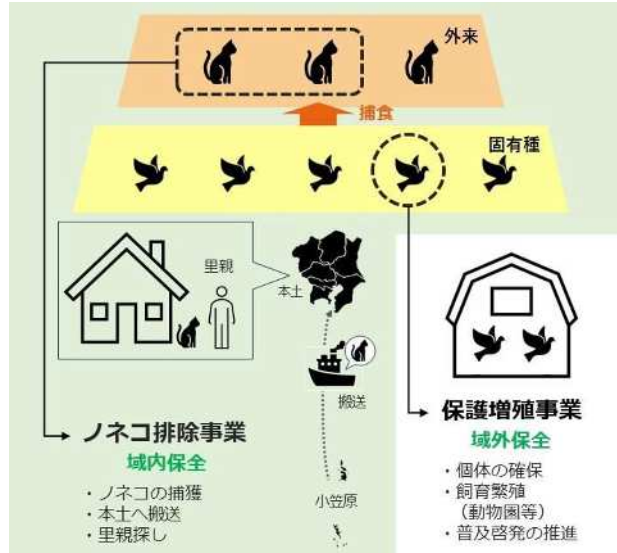 外来
捕食
固有種
里親
本土
搬送
小笠原
ノネコ排除事業
域内保全
・ノネコの捕獲
・本土へ搬送
・里親探し
保護増殖事業
域外保全
・個体の確保
・飼育繁殖
（動物園等）
・普及啓発の推進